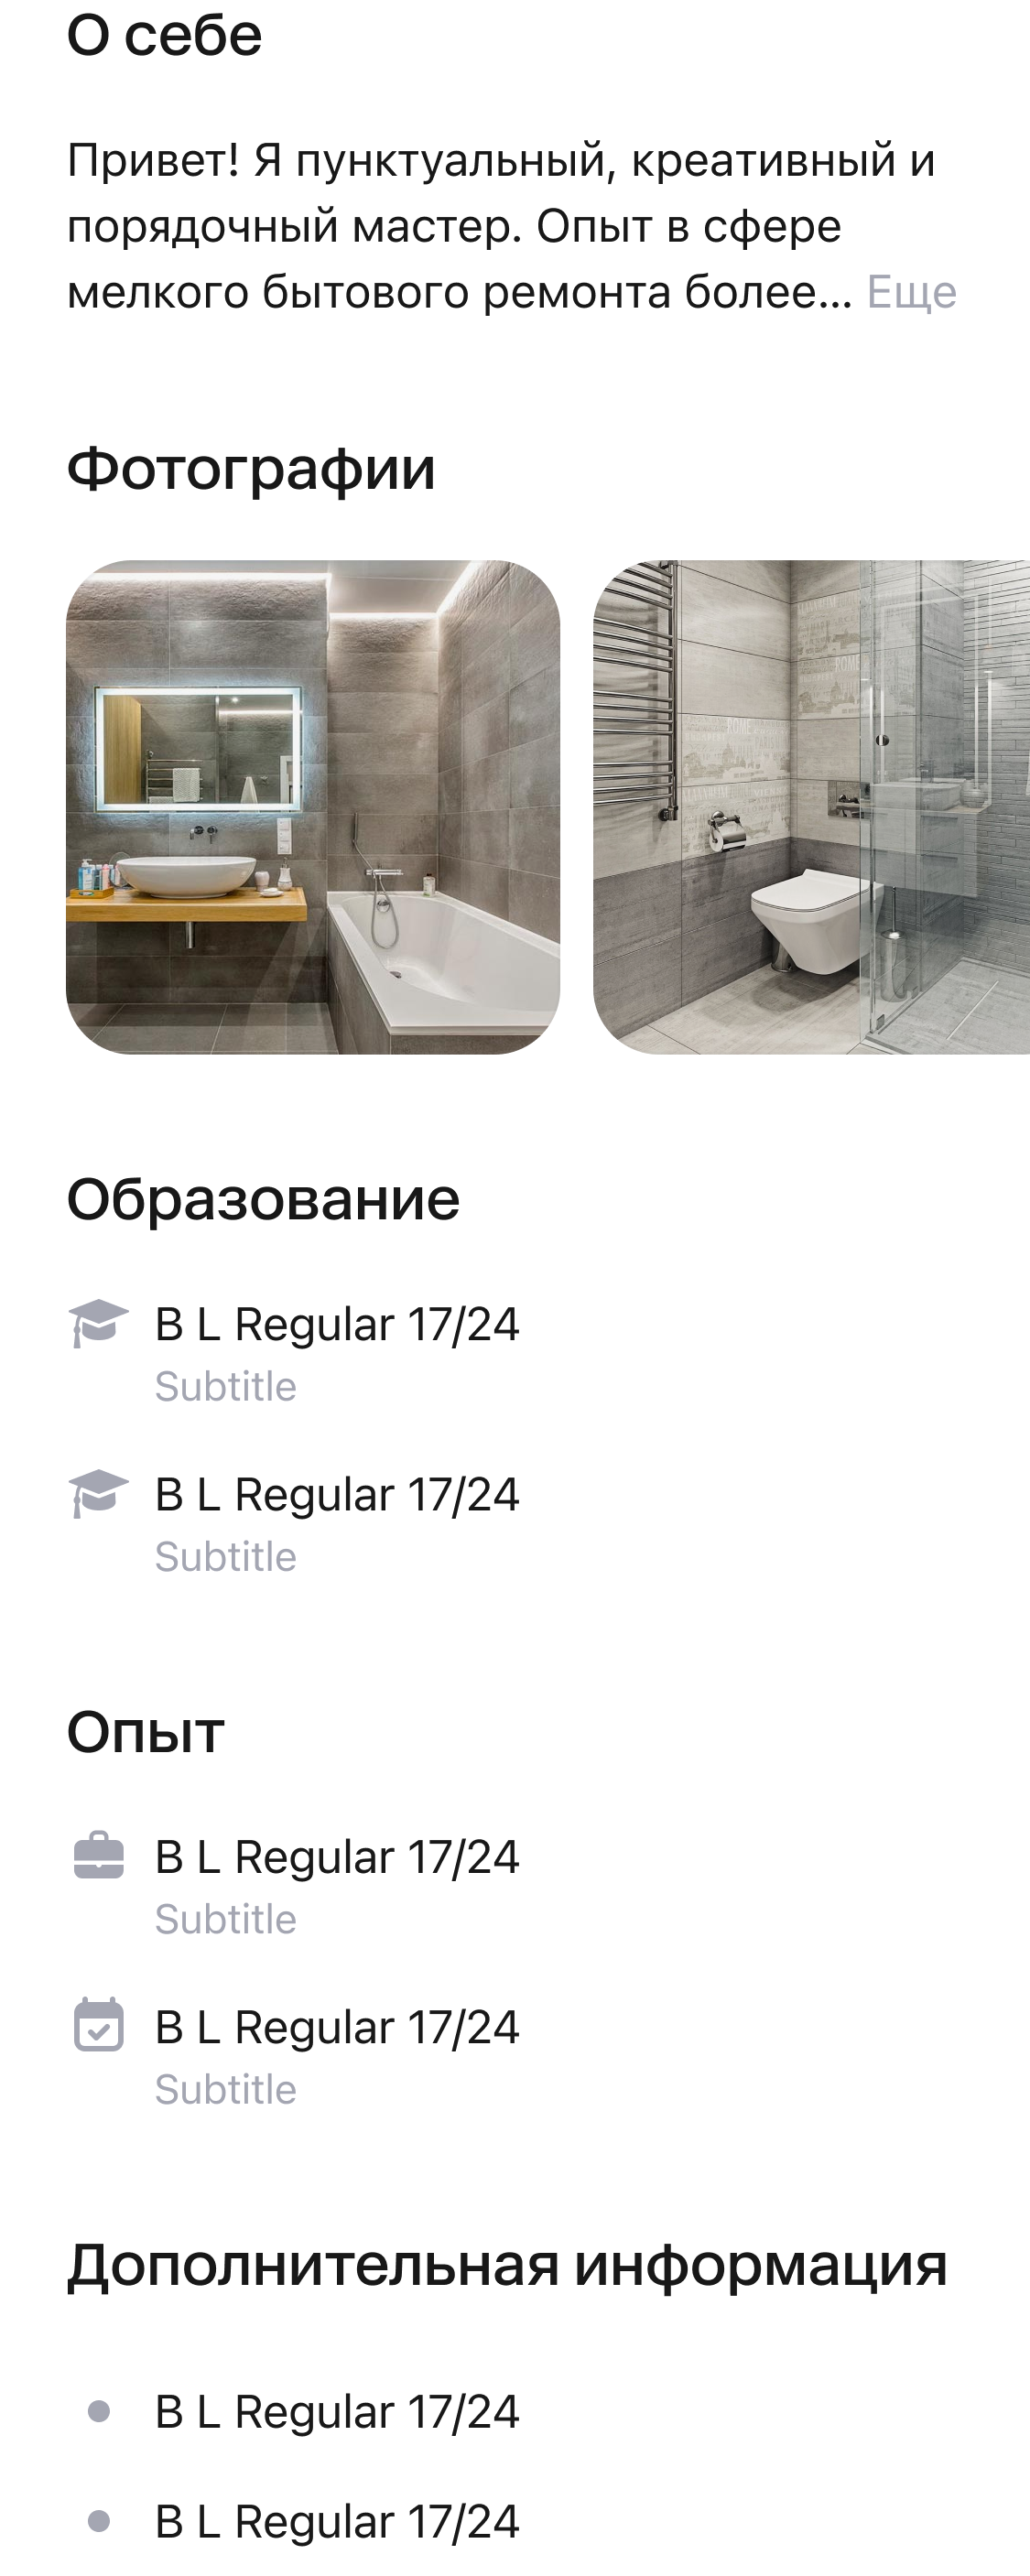 О себе
Привет! Я пунктуальный, креативный и
порядочный мастер. Опыт в сфере
мелкого бытового ремонта более... Еще
Фотографии
ROME
ROME
Образование
B L Regular 17/24
Subtitle
B L Regular 17/24
Subtitle
Опыт
B L Regular 17/24
Subtitle
B L Regular 17/24
Subtitle
Дополнительная информация
B L Regular 17/24
B L Regular 17/24